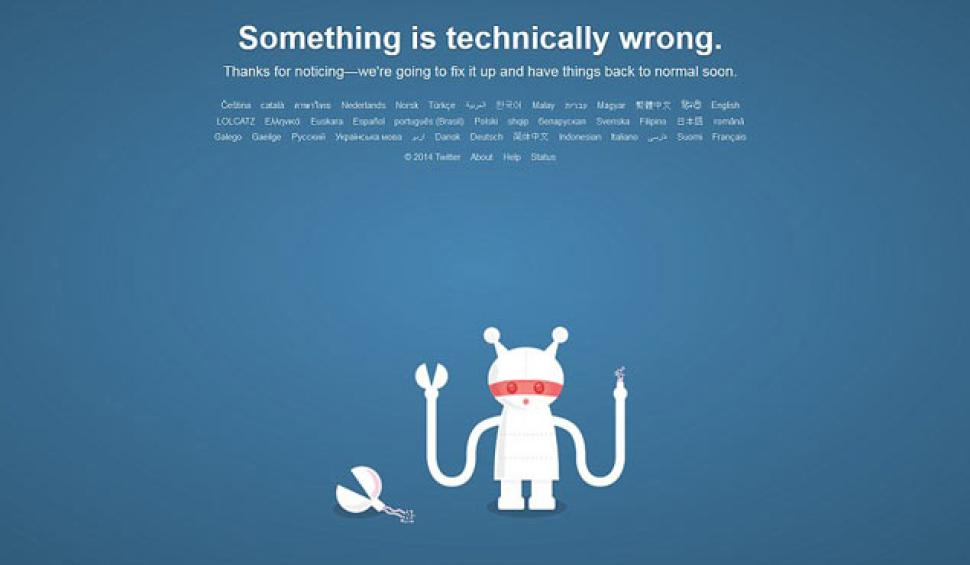 Something is technically wrong.
Thanks for noticing—we're going to fix it up and have things back to normal soon.
Čeština català ภาษาไทย Nederlands Norsk Türkçe العربية 한국어 Malay עברית Magyar 繁體中文 हिन्दी English
LOLCATZ Ελληνικά Euskara Español português (Brasil) Polski shqip беларускан Svenska Filipino 日本語 română
Galego Gaeilge Русский Українська мова اردو Dansk Deutsch 简体中文 Indonesian Italiano فارسی Suomi Français
© 2014 Twitter About Help Status